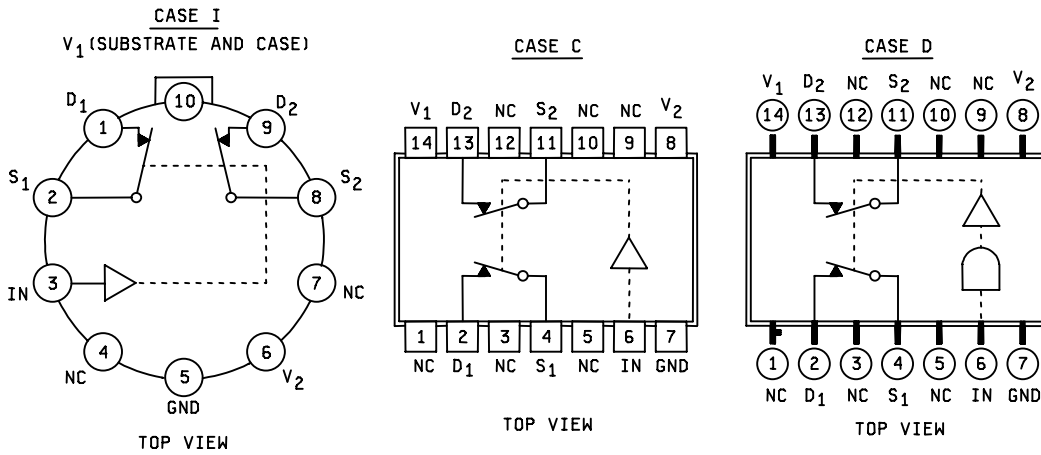 CASE I
V1(SUBSTRATE AND CASE)
10
D1
D2
1
9
S1
S2
2
8
IN
3
7
NC
4
6
NC
V2
5
GND
TOP VIEW
CASE C
V1 D2 NC S2 NC NC V2
14 13 12 11 10 9 8
1 2 3 4 5 6 7
NC D1 NC S1 NC IN GND
TOP VIEW
CASE D
V1 D2 NC S2 NC NC V2
14 13 12 11 10 9 8
1 2 3 4 5 6 7
NC D1 NC S1 NC IN GND
TOP VIEW